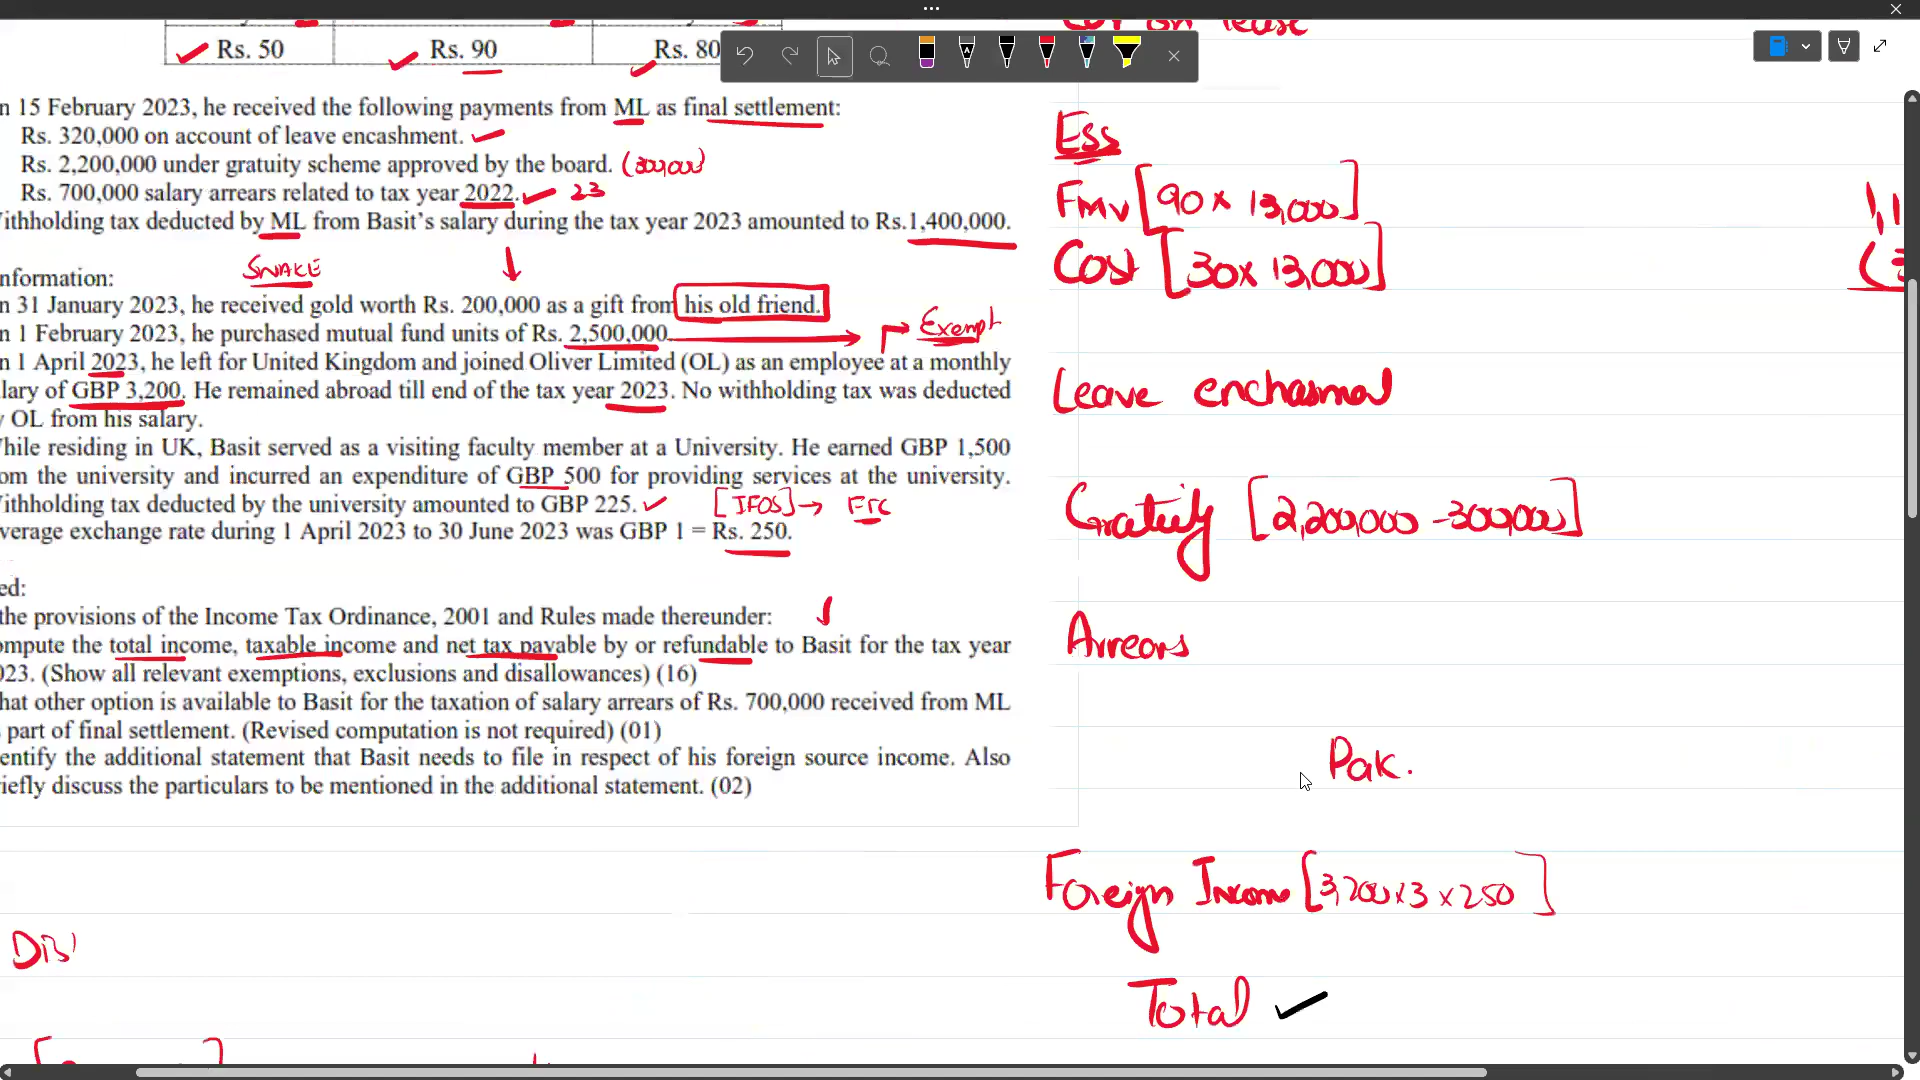 Rs. 50 Rs. 90 Rs. 80
n 15 February 2023, he received the following payments from ML as final settlement:
Rs. 320,000 on account of leave encashment.
Rs. 2,200,000 under gratuity scheme approved by the board. (300,000)
Rs. 700,000 salary arrears related to tax year 2022. 23
ithholding tax deducted by ML from Basit's salary during the tax year 2023 amounted to Rs.1,400,000.
nformation: SNAKE
n 31 January 2023, he received gold worth Rs. 200,000 as a gift from his old friend.
n 1 February 2023, he purchased mutual fund units of Rs. 2,500,000. Exempt
n 1 April 2023, he left for United Kingdom and joined Oliver Limited (OL) as an employee at a monthly
lary of GBP 3,200. He remained abroad till end of the tax year 2023. No withholding tax was deducted
y OL from his salary.
hile residing in UK, Basit served as a visiting faculty member at a University. He earned GBP 1,500
om the university and incurred an expenditure of GBP 500 for providing services at the university.
ithholding tax deducted by the university amounted to GBP 225. [IFOS] → FTC
verage exchange rate during 1 April 2023 to 30 June 2023 was GBP 1 = Rs. 250.
ed:
the provisions of the Income Tax Ordinance, 2001 and Rules made thereunder:
mpute the total income, taxable income and net tax payable by or refundable to Basit for the tax year
023. (Show all relevant exemptions, exclusions and disallowances) (16)
hat other option is available to Basit for the taxation of salary arrears of Rs. 700,000 received from ML
part of final settlement. (Revised computation is not required) (01)
entify the additional statement that Basit needs to file in respect of his foreign source income. Also
iefly discuss the particulars to be mentioned in the additional statement. (02)
on lease
ESS
FMV [90 x 13,000]
Cost [30 x 13,000]
Leave
Gratuity [2,200,000 - 300,000]
Arrears
Pak.
Foreign Income [3,200 x 3 x 250]
Total